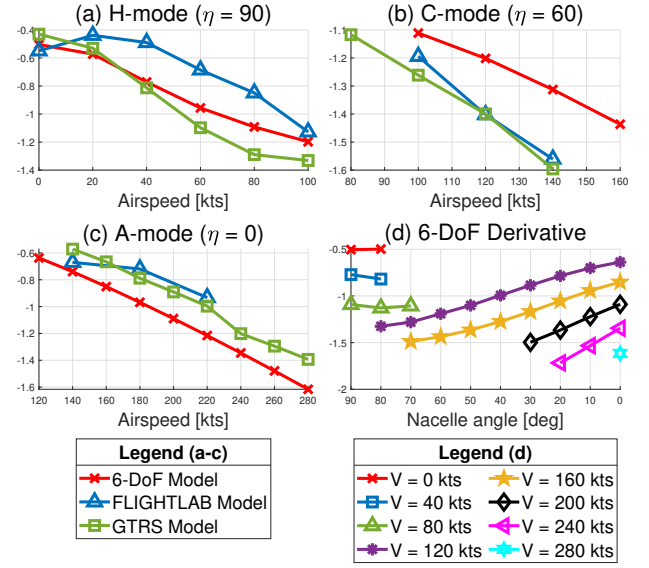 (a) H-mode (η = 90)
-0.4
-0.6
-0.8
-1
-1.2
-1.4
0 20 40 60 80 100
Airspeed [kts]
(b) C-mode (η = 60)
-1.1
-1.2
-1.3
-1.4
-1.5
-1.6
80 100 120 140 160
Airspeed [kts]
(c) A-mode (η = 0)
-0.6
-0.8
-1
-1.2
-1.4
-1.6
120 140 160 180 200 220 240 260 280
Airspeed [kts]
(d) 6-DoF Derivative
-0.5
-1
-1.5
-2
90 80 70 60 50 40 30 20 10 0
Nacelle angle [deg]
Legend (a-c)
6-DoF Model
FLIGHTLAB Model
GTRS Model
Legend (d)
V = 0 kts V = 160 kts
V = 40 kts V = 200 kts
V = 80 kts V = 240 kts
V = 120 kts V = 280 kts